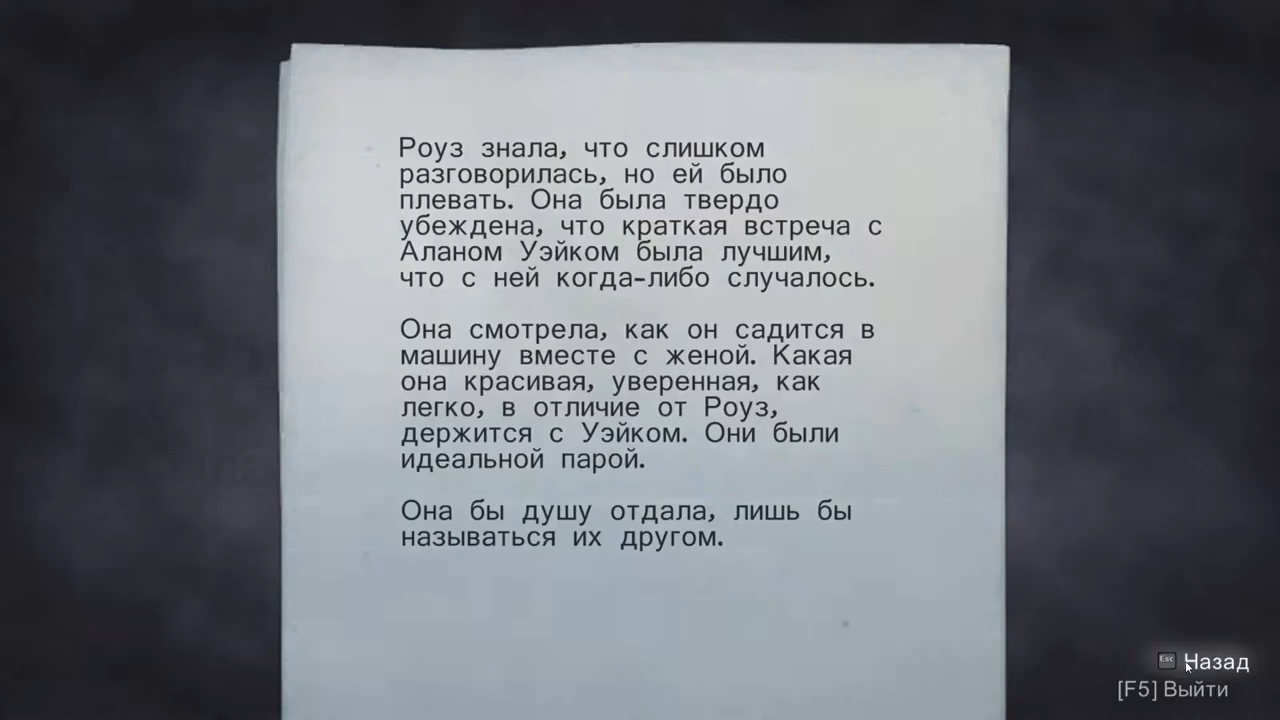 Роуз знала, что слишком
разговорилась, но ей было
плевать. Она была твердо
убеждена, что краткая встреча с
Аланом Уэйком была лучшим,
что с ней когда-либо случалось.
Она смотрела, как он садится в
машину вместе с женой. Какая
она красивая, уверенная, как
легко, в отличие от Роуз,
держится с Уэйком. Они были
идеальной парой.
Она бы душу отдала, лишь бы
называться их другом.
Esc Назад
[F5] Выйти